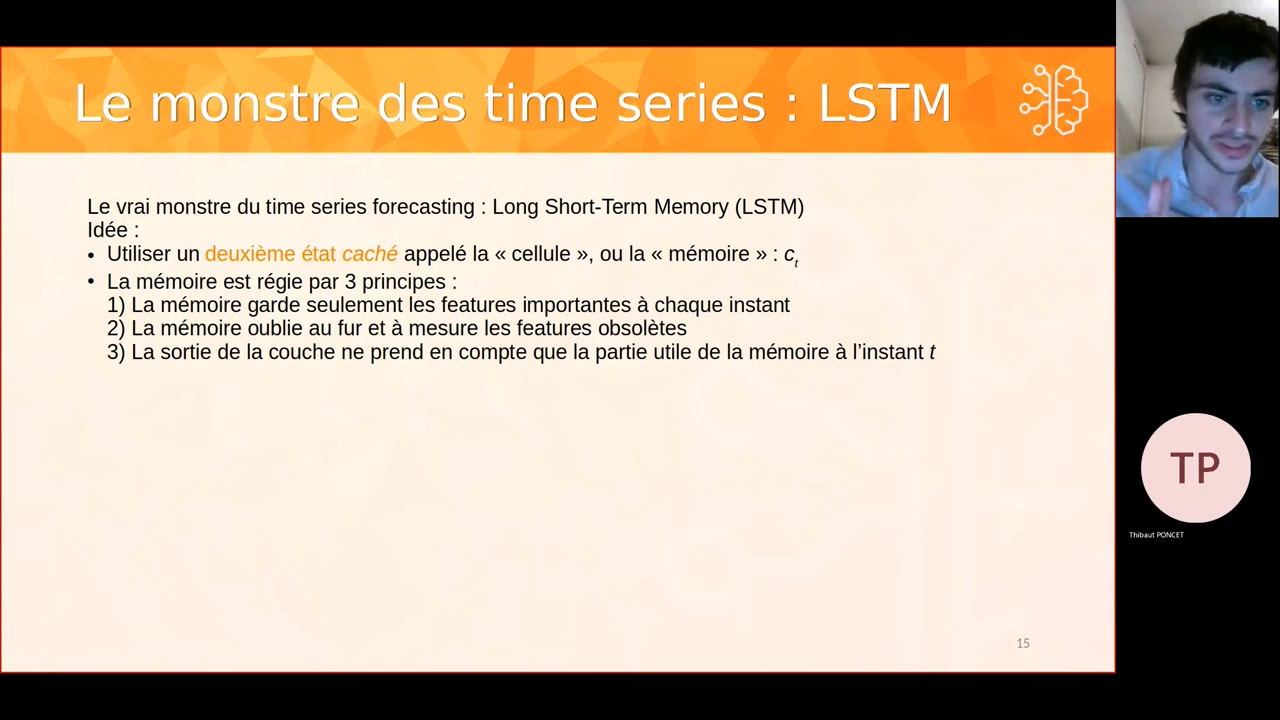 Le monstre des time series : LSTM
Le vrai monstre du time series forecasting : Long Short-Term Memory (LSTM)
Idée :
• Utiliser un deuxième état caché appelé la « cellule », ou la « mémoire » : cₜ
• La mémoire est régie par 3 principes :
1) La mémoire garde seulement les features importantes à chaque instant
2) La mémoire oublie au fur et à mesure les features obsolètes
3) La sortie de la couche ne prend en compte que la partie utile de la mémoire à l’instant t
15
TP
Thibaut PONCET